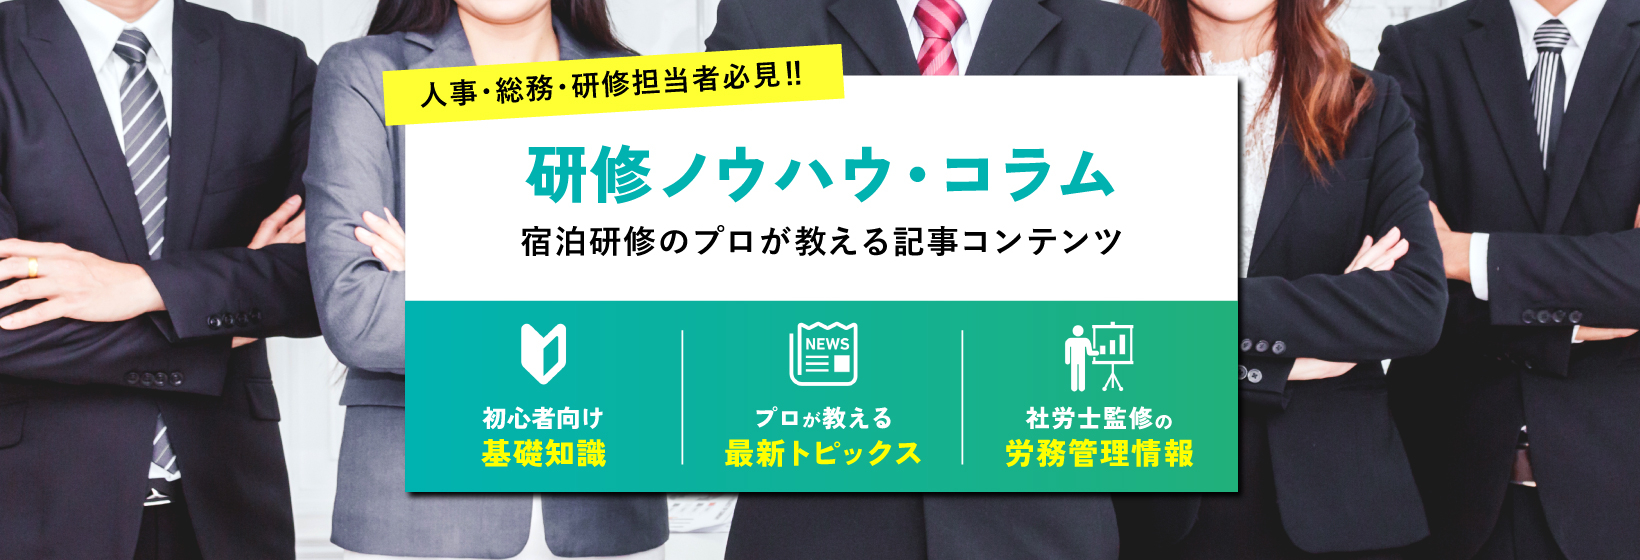 人事・総務・研修担当者必見!!
研修ノウハウ・コラム
宿泊研修のプロが教える記事コンテンツ
初心者向け
基礎知識
NEWS
プロが教える
最新トピックス
社労士監修の
労務管理情報